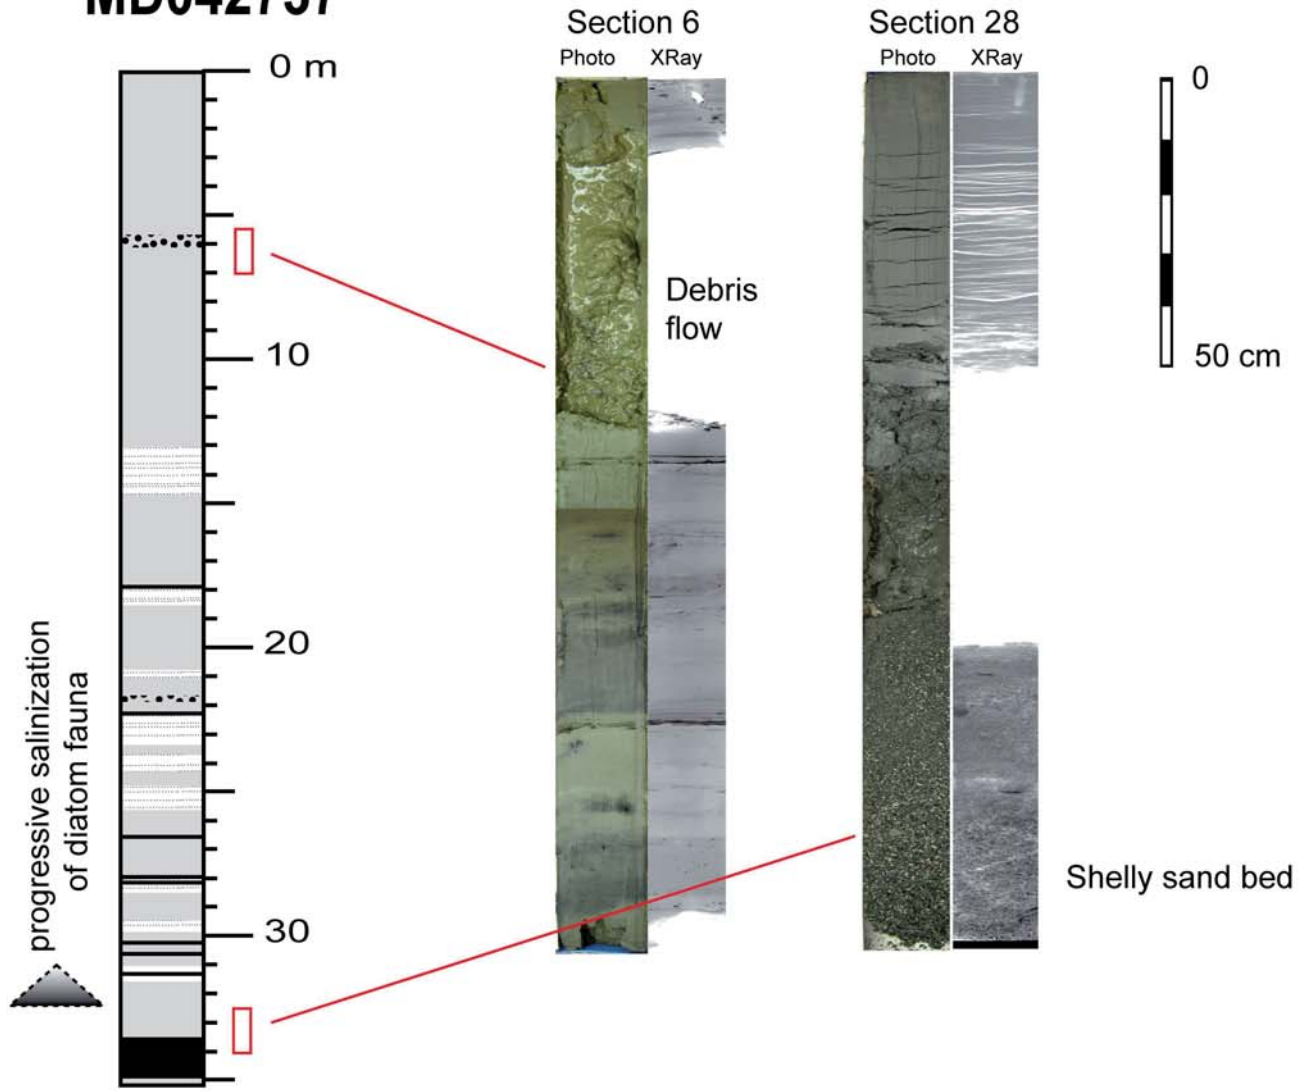 Section 6
Section 28
Photo
XRay
Photo
XRay
0 m
10
20
30
Debris
flow
0
50 cm
Shelly sand bed
progressive salinization
of diatom fauna